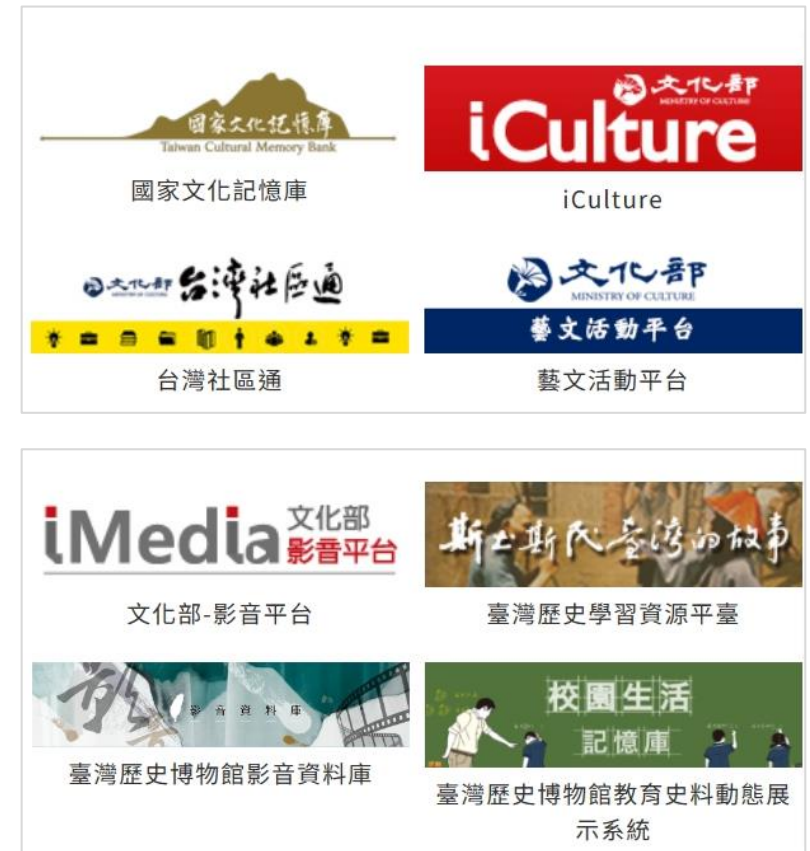 國家文化記憶庫
Taiwan Cultural Memory Bank
國家文化記憶庫
文化部
MINISTRY OF CULTURE
iCulture
iCulture
文化部
MINISTRY OF CULTURE
台灣社區通
台灣社區通
文化部
MINISTRY OF CULTURE
藝文活動平台
藝文活動平台
iMedia
文化部
影音平台
文化部-影音平台
斯土斯民臺灣的故事
臺灣歷史學習資源平臺
影音資料庫
臺灣歷史博物館影音資料庫
校園生活
記憶庫
臺灣歷史博物館教育史料動態展
示系統